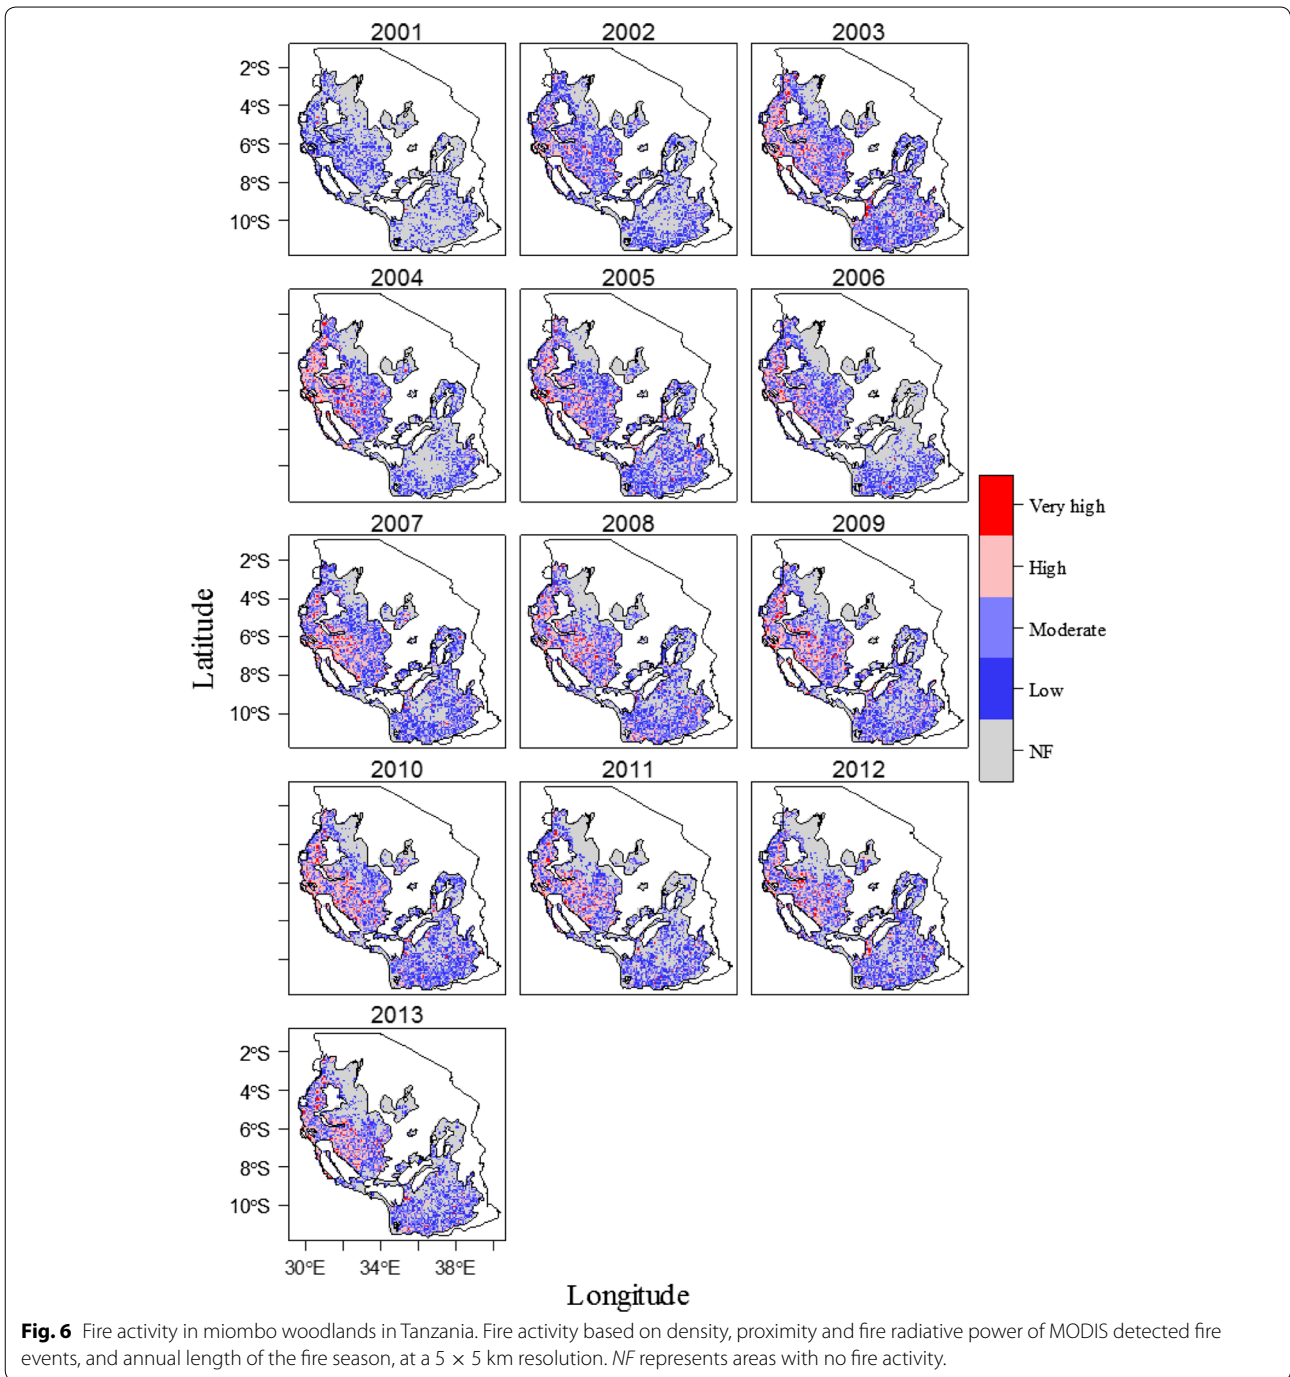 2001 2002 2003
2°S
4°S
6°S
8°S
10°S
2004 2005 2006
Very high
High
Moderate
Low
NF
2007 2008 2009
Latitude
2°S
4°S
6°S
8°S
10°S
2010 2011 2012
2013
2°S
4°S
6°S
8°S
10°S
30°E 34°E 38°E
Longitude
Fig. 6 Fire activity in miombo woodlands in Tanzania. Fire activity based on density, proximity and fire radiative power of MODIS detected fire
events, and annual length of the fire season, at a 5 × 5 km resolution. NF represents areas with no fire activity.